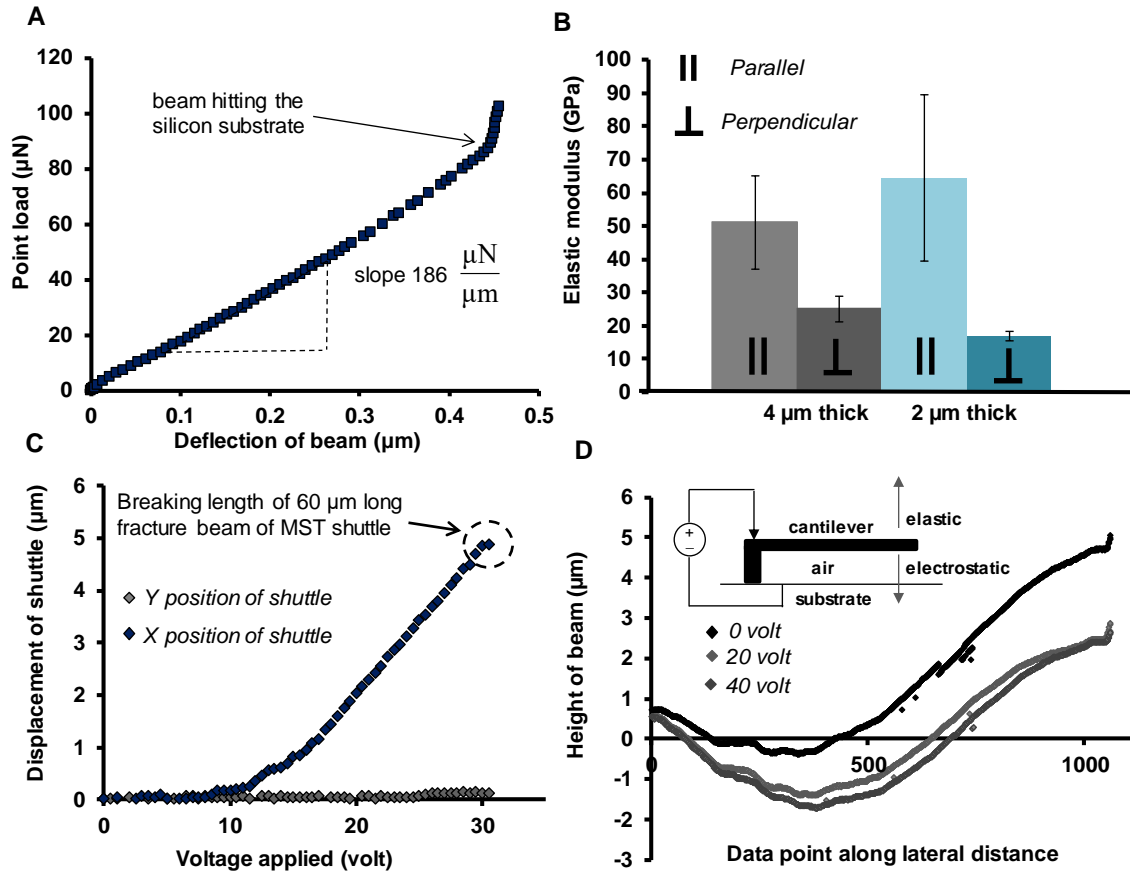 A
120
100
80
60
40
20
0
Point load (µN)
beam hitting the
silicon substrate
slope 186 µN/µm
0 0.1 0.2 0.3 0.4 0.5
Deflection of beam (µm)
B
100
90
80
70
60
50
40
30
20
10
0
Elastic modulus (GPa)
|| Parallel
⊥ Perpendicular
|| ⊥ || ⊥
4 µm thick 2 µm thick
C
6
5
4
3
2
1
0
Displacement of shuttle (µm)
Breaking length of 60 µm long
fracture beam of MST shuttle
Y position of shuttle
X position of shuttle
0 10 20 30
Voltage applied (volt)
D
6
5
4
3
2
1
0
-1
-2
-3
Height of beam (µm)
+
–
cantilever
elastic
air
electrostatic
substrate
0 volt
20 volt
40 volt
0 500 1000
Data point along lateral distance